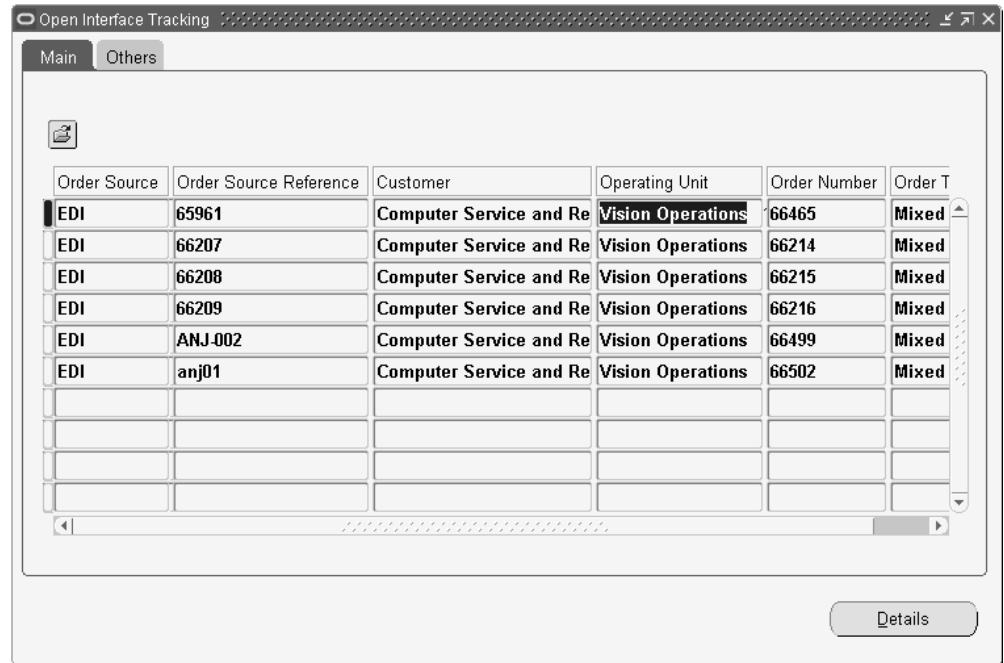 Open Interface Tracking
Main Others
Order Source Order Source Reference Customer Operating Unit Order Number Order T
EDI 65961 Computer Service and Re Vision Operations 66465 Mixed
EDI 66207 Computer Service and Re Vision Operations 66214 Mixed
EDI 66208 Computer Service and Re Vision Operations 66215 Mixed
EDI 66209 Computer Service and Re Vision Operations 66216 Mixed
EDI ANJ-002 Computer Service and Re Vision Operations 66499 Mixed
EDI anj01 Computer Service and Re Vision Operations 66502 Mixed
Details